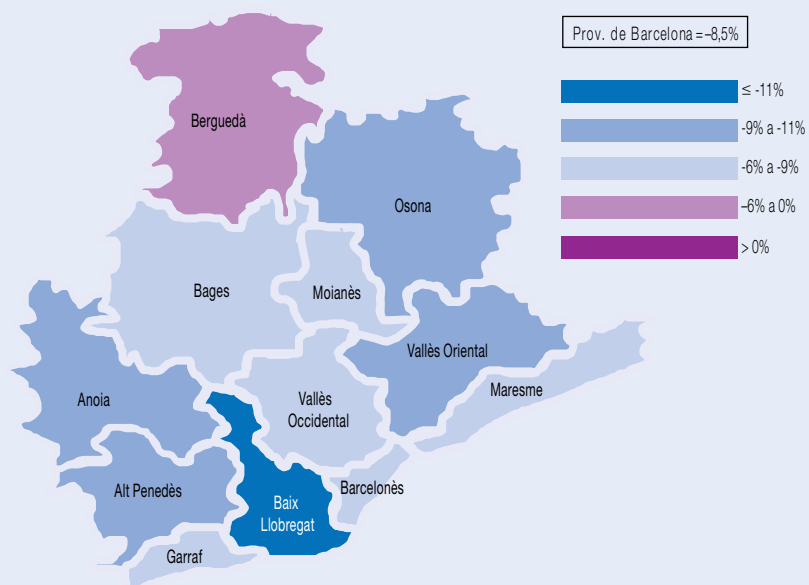 Prov. de Barcelona = –8,5%
≤ -11%
-9% a -11%
-6% a -9%
–6% a 0%
> 0%
Berguedà
Osona
Bages
Moianès
Vallès Oriental
Maresme
Anoia
Vallès
Occidental
Alt Penedès
Barcelonès
Baix
Llobregat
Garraf